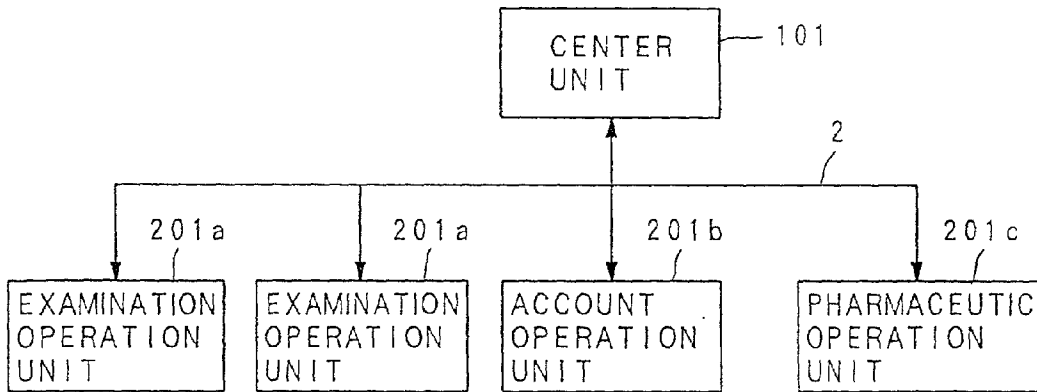 CENTER
UNIT
101
2
201a
201a
201b
201c
EXAMINATION
OPERATION
UNIT
EXAMINATION
OPERATION
UNIT
ACCOUNT
OPERATION
UNIT
PHARMACEUTIC
OPERATION
UNIT